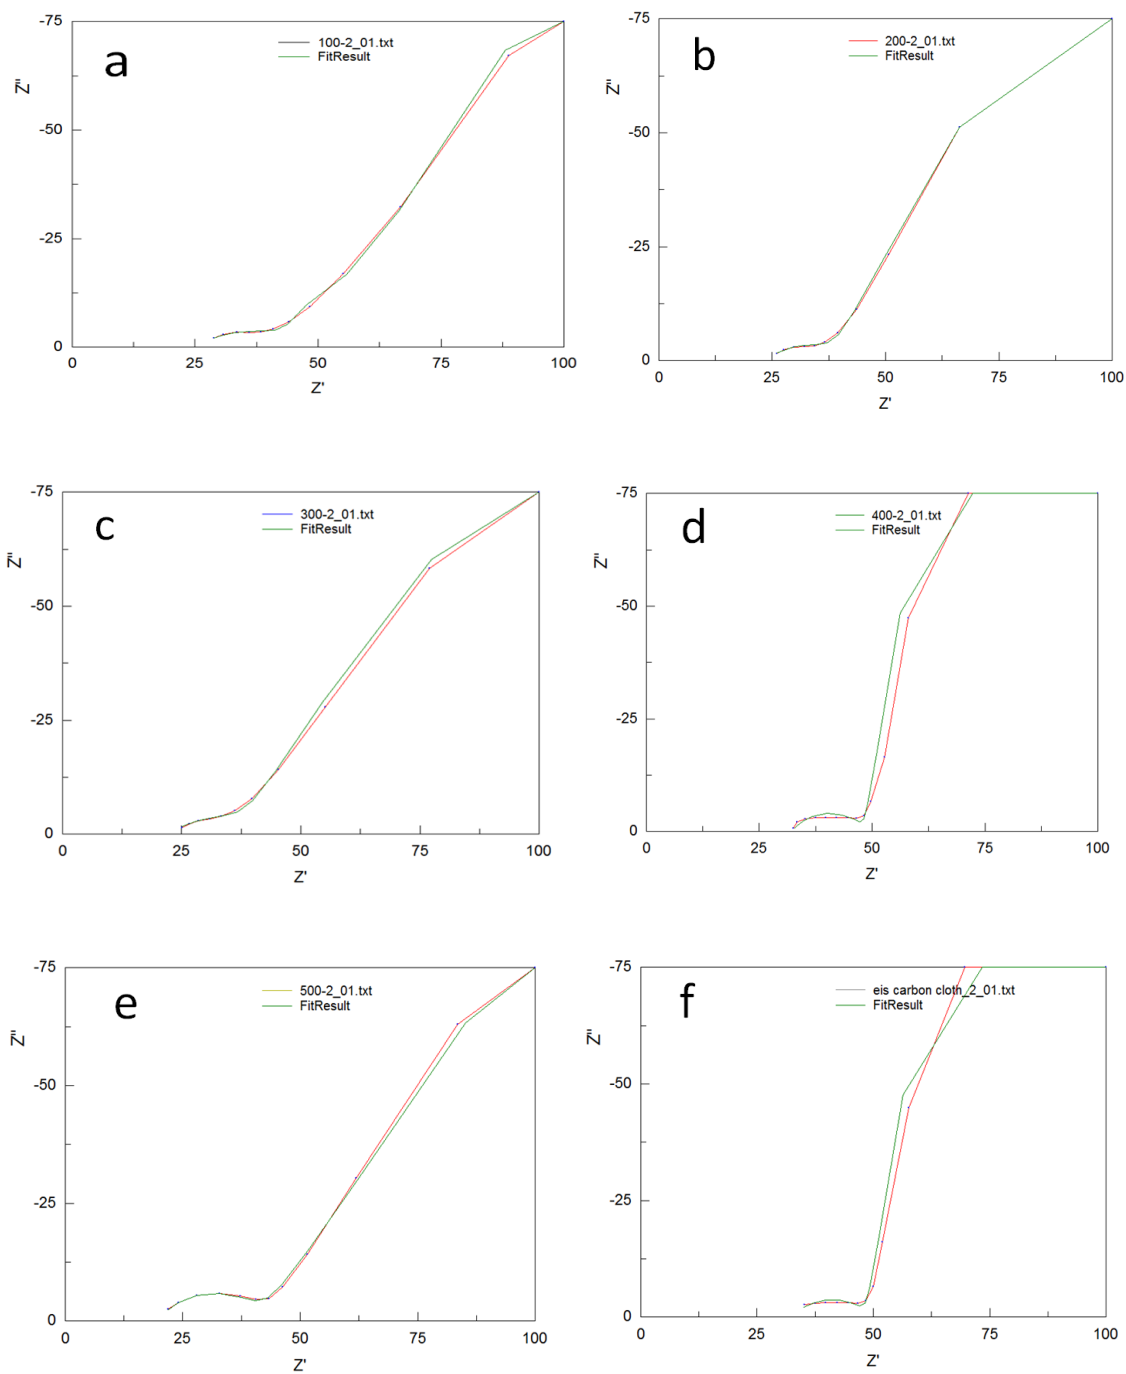 a
100-2_01.txt
FitResult
Z''
-75
-50
-25
0
0 25 50 75 100
Z'
b
200-2_01.txt
FitResult
Z''
-75
-50
-25
0
0 25 50 75 100
Z'
c
300-2_01.txt
FitResult
Z''
-75
-50
-25
0
0 25 50 75 100
Z'
d
400-2_01.txt
FitResult
Z''
-75
-50
-25
0
0 25 50 75 100
Z'
e
500-2_01.txt
FitResult
Z''
-75
-50
-25
0
0 25 50 75 100
Z'
f
eis carbon cloth_2_01.txt
FitResult
Z''
-75
-50
-25
0
0 25 50 75 100
Z'